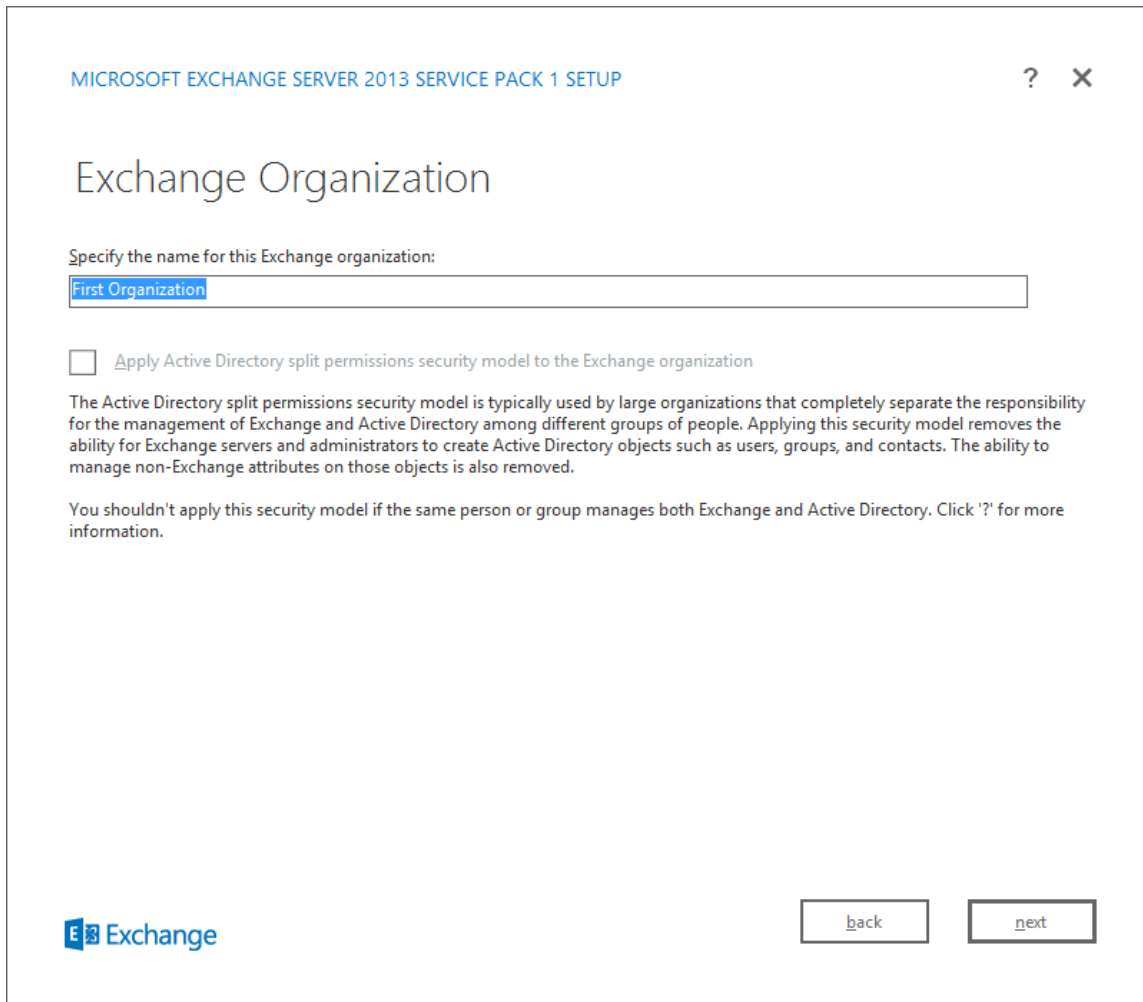 MICROSOFT EXCHANGE SERVER 2013 SERVICE PACK 1 SETUP
?
Exchange Organization
Specify the name for this Exchange organization:
First Organization
Apply Active Directory split permissions security model to the Exchange organization
The Active Directory split permissions security model is typically used by large organizations that completely separate the responsibility
for the management of Exchange and Active Directory among different groups of people. Applying this security model removes the
ability for Exchange servers and administrators to create Active Directory objects such as users, groups, and contacts. The ability to
manage non-Exchange attributes on those objects is also removed.
You shouldn't apply this security model if the same person or group manages both Exchange and Active Directory. Click '?' for more
information.
E Exchange
back
next